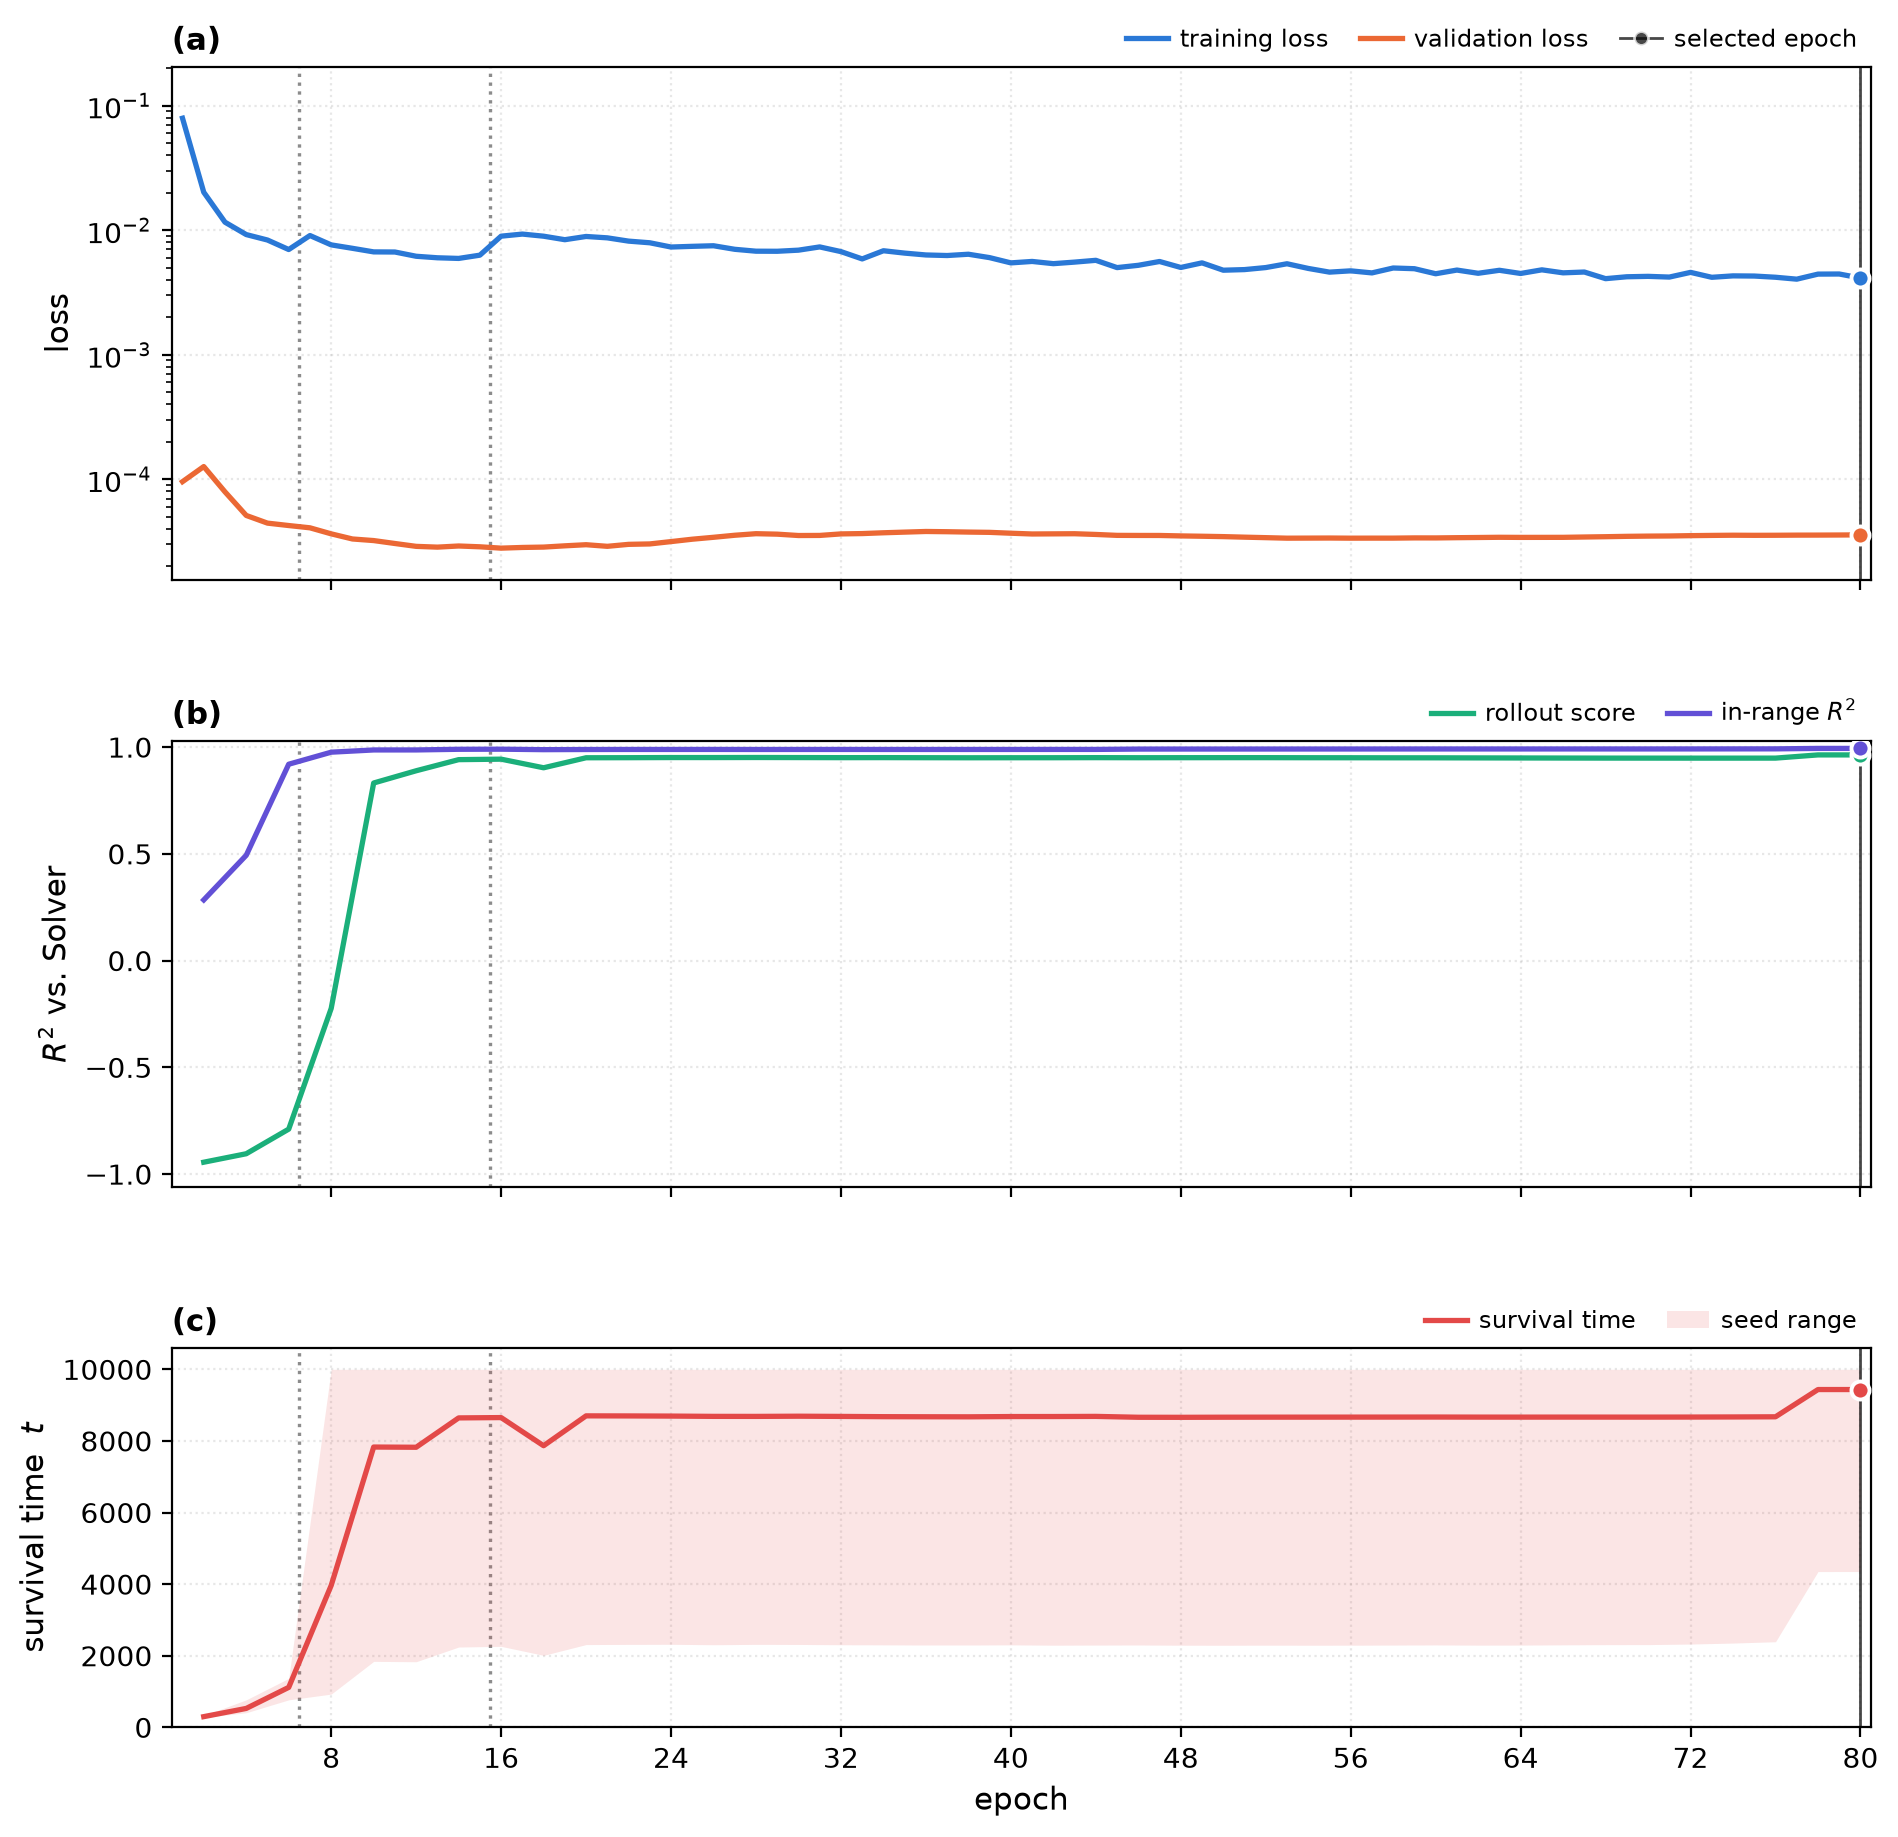 (a) training loss validation loss selected epoch
10⁻¹
10⁻²
10⁻³
10⁻⁴
loss
(b) rollout score in-range R²
1.0
0.5
0.0
−0.5
−1.0
R² vs. Solver
(c) survival time seed range
10000
8000
6000
4000
2000
0
survival time t
8 16 24 32 40 48 56 64 72 80
epoch